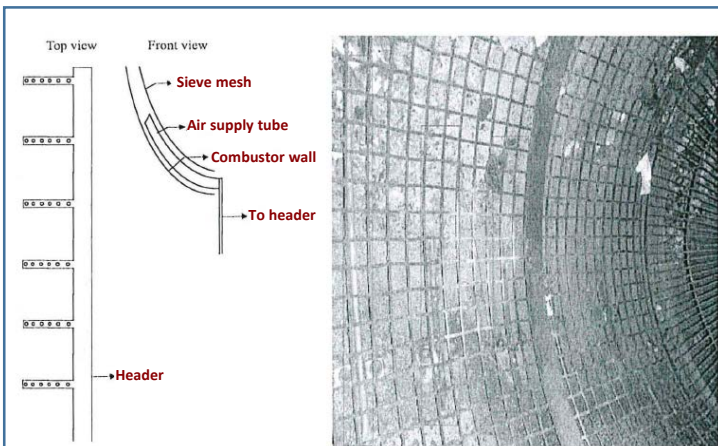 Top view
Front view
Sieve mesh
Air supply tube
Combustor wall
To header
Header